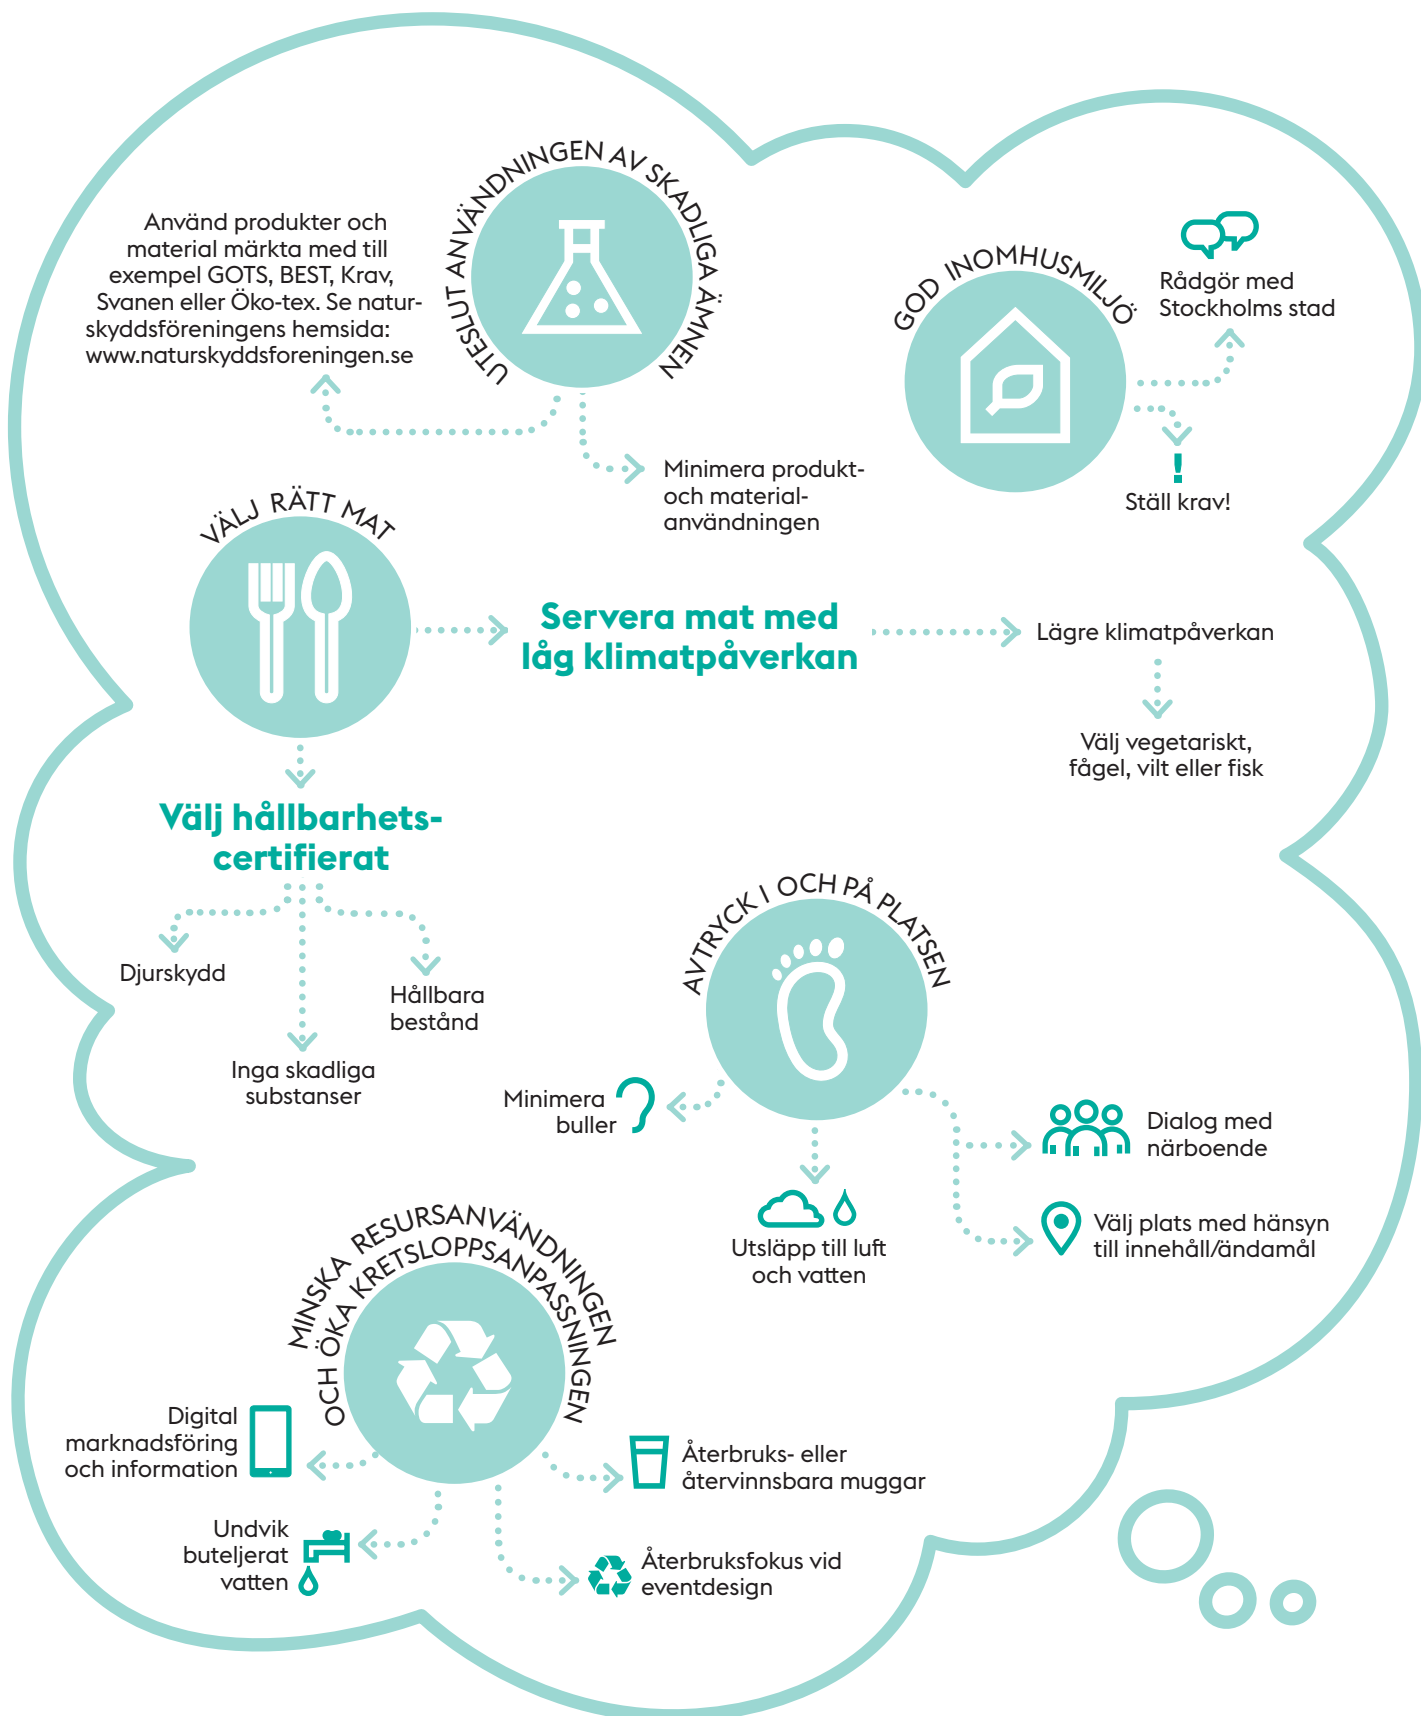 UTESLUT ANVÄNDNINGEN AV SKADLIGA ÄMNEN
Använd produkter och
material märkta med till
exempel GOTS, BEST, Krav,
Svanen eller Öko-tex. Se natur-
skyddsföreningens hemsida:
www.naturskyddsforeningen.se
Minimera produkt-
och material-
användningen
GOD INOMHUSMILJÖ
Rådgör med
Stockholms stad
!
Ställ krav!
VÄLJ RÄTT MAT
Servera mat med
låg klimatpåverkan
Lägre klimatpåverkan
Välj vegetariskt,
fågel, vilt eller fisk
Välj hållbarhets-
certifierat
Djurskydd
Inga skadliga
substanser
Hållbara
bestånd
AVTRYCK I OCH PÅ PLATSEN
Minimera
buller
Utsläpp till luft
och vatten
Dialog med
närboende
Välj plats med hänsyn
till innehåll/ändamål
MINSKA RESURSANVÄNDNINGEN
OCH ÖKA KRETSLOPPSANPASSNINGEN
Digital
marknadsföring
och information
Undvik
buteljerat
vatten
Återbruks- eller
återvinnsbara muggar
Återbruksfokus vid
eventdesign